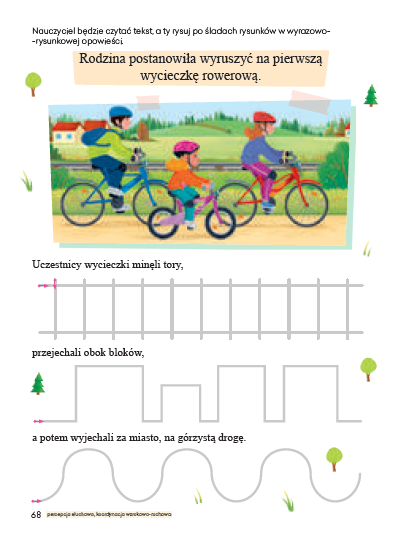 Nauczyciel będzie czytać tekst, a ty rysuj po śladach rysunków w wyrazowo-
-rysunkowej opowieści.
Rodzina postanowiła wyruszyć na pierwszą
wycieczkę rowerową.
Uczestnicy wycieczki minęli tory,
przejechali obok bloków,
a potem wyjechali za miasto, na górzystą drogę.
68 percepcja słuchowa, koordynacja wzrokowo-ruchowa